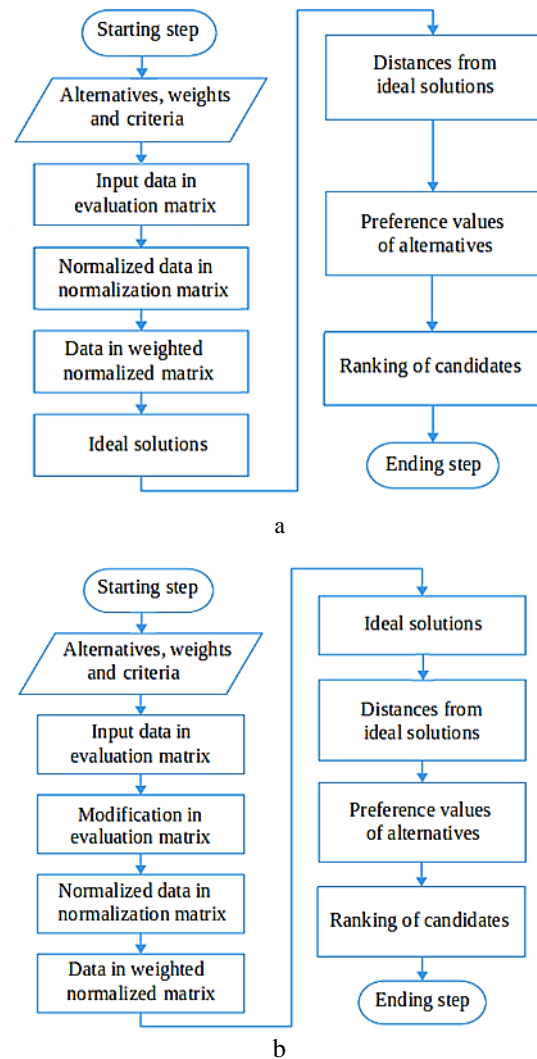 Starting step
Alternatives, weights
and criteria
Input data in
evaluation matrix
Normalized data in
normalization matrix
Data in weighted
normalized matrix
Ideal solutions
Distances from
ideal solutions
Preference values
of alternatives
Ranking of candidates
Ending step
a
Starting step
Alternatives, weights
and criteria
Input data in
evaluation matrix
Modification in
evaluation matrix
Normalized data in
normalization matrix
Data in weighted
normalized matrix
Ideal solutions
Distances from
ideal solutions
Preference values
of alternatives
Ranking of candidates
Ending step
b